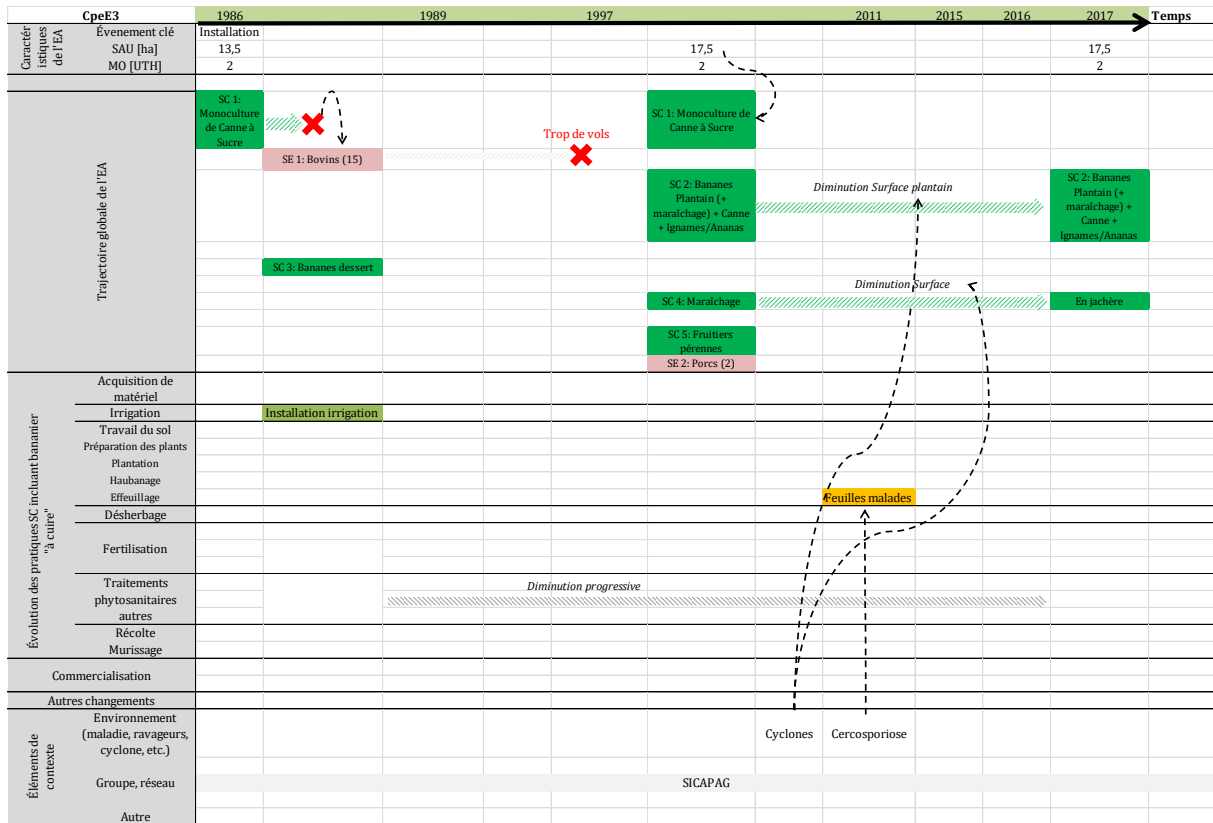 CpeE3 1986 1989 1997 2011 2015 2016 2017 Temps
Caractér
istiques
de l'EA
Évenement clé Installation
SAU [ha] 13,5 17,5 17,5
MO [UTH] 2 2 2
Trajectoire globale de l'EA
SC 1:
Monoculture
de Canne à
Sucre
SC 1: Monoculture de
Canne à Sucre
Trop de vols
SE 1: Bovins (15)
SC 2: Bananes
Plantain (+
maraîchage) + Canne
+ Ignames/Ananas
Diminution Surface plantain
SC 2: Bananes
Plantain (+
maraîchage) +
Canne +
Ignames/Ananas
SC 3: Bananes dessert
Diminution Surface
SC 4: Maraîchage
En jachère
SC 5: Fruitiers
pérennes
SE 2: Porcs (2)
Évolution des pratiques SC incluant bananier
"à cuire"
Acquisition de
matériel
Irrigation Installation irrigation
Travail du sol
Préparation des plants
Plantation
Haubanage
Effeuillage Feuilles malades
Désherbage
Fertilisation
Traitements
phytosanitaires
autres
Diminution progressive
Récolte
Murissage
Commercialisation
Autres changements
Éléments de
contexte
Environnement
(maladie, ravageurs,
cyclone, etc.)
Cyclones Cercosporiose
Groupe, réseau SICAPAG
Autre